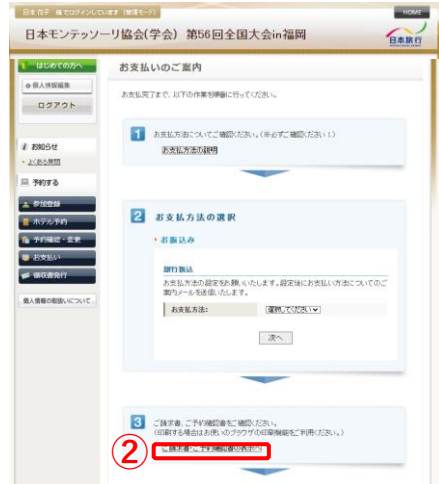 日本 花子 様 でログインしています (管理モード)
HOME
日本モンテッソーリ協会(学会) 第56回全国大会in福岡
日本旅行
はじめての方へ
個人情報編集
ログアウト
お知らせ
よくある質問
予約する
参加登録
ホテル予約
予約確認・変更
お支払い
領収書発行
個人情報の取扱いについて
お支払いのご案内
お支払完了まで、以下の作業を順番に行ってください。
1
お支払方法についてご確認ください。(※必ずご確認ください！)
お支払方法の説明
2
お支払方法の選択
お振込み
銀行振込
お支払方法の設定をお願いいたします。設定後にお支払い方法についてのご
案内メールを送信いたします。
お支払方法:
選択してください
次へ
3
ご請求書、ご予約確認書をご確認ください。
(印刷する場合はお使いのブラウザの印刷機能をご利用ください。)
②
ご請求書・ご予約確認書の表示へ